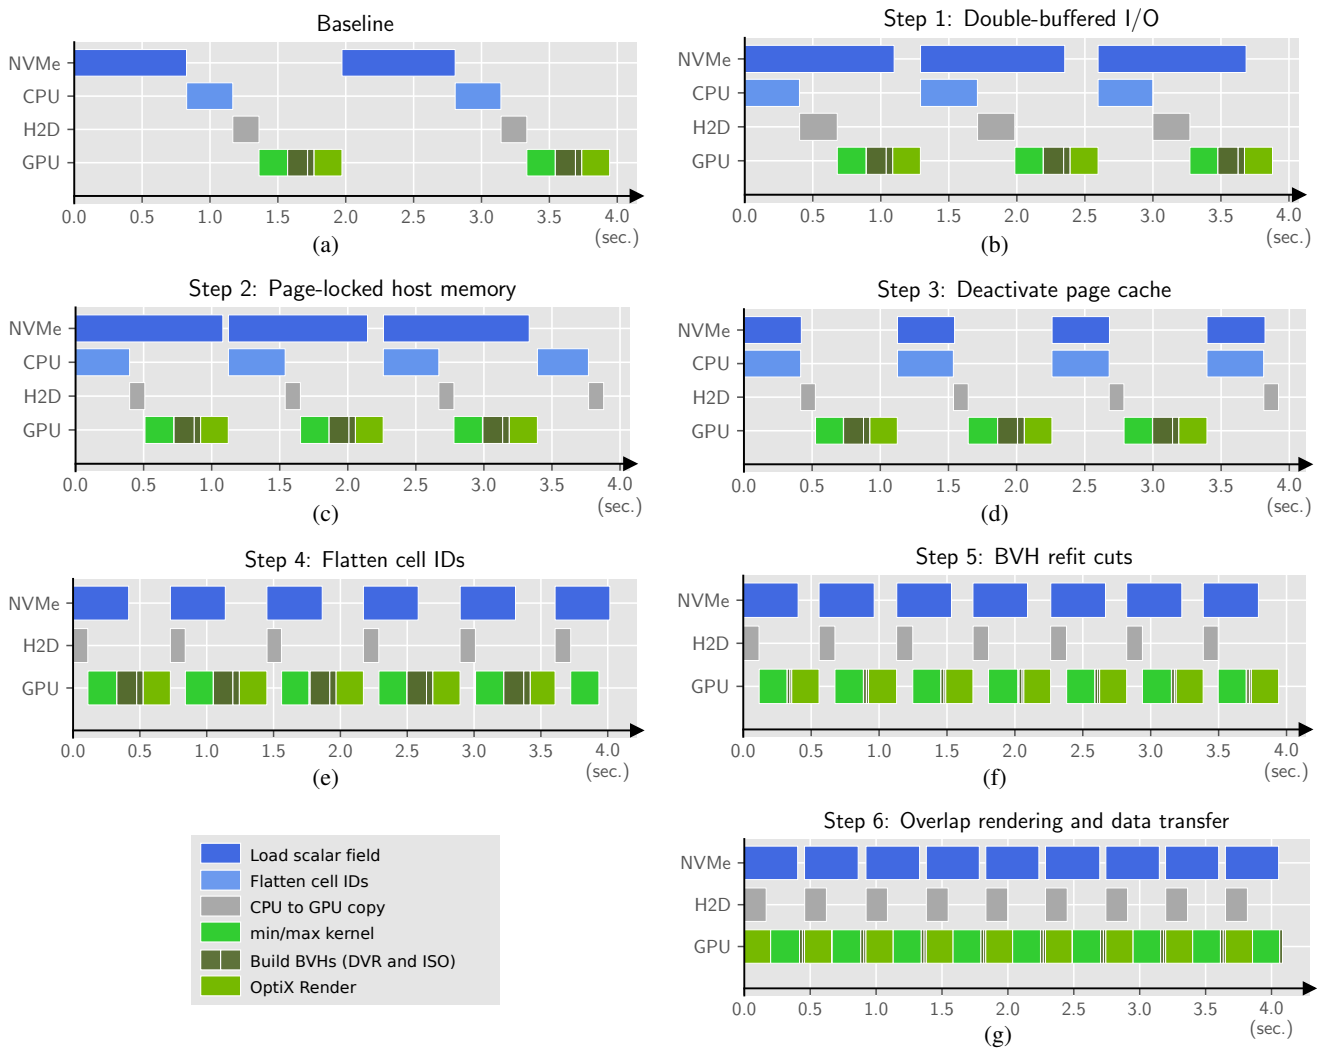 Baseline
NVMe
CPU
H2D
GPU
0.0 0.5 1.0 1.5 2.0 2.5 3.0 3.5 4.0
(sec.)
(a)
Step 1: Double-buffered I/O
NVMe
CPU
H2D
GPU
0.0 0.5 1.0 1.5 2.0 2.5 3.0 3.5 4.0
(sec.)
(b)
Step 2: Page-locked host memory
NVMe
CPU
H2D
GPU
0.0 0.5 1.0 1.5 2.0 2.5 3.0 3.5 4.0
(sec.)
(c)
Step 3: Deactivate page cache
NVMe
CPU
H2D
GPU
0.0 0.5 1.0 1.5 2.0 2.5 3.0 3.5 4.0
(sec.)
(d)
Step 4: Flatten cell IDs
NVMe
H2D
GPU
0.0 0.5 1.0 1.5 2.0 2.5 3.0 3.5 4.0
(sec.)
(e)
Step 5: BVH refit cuts
NVMe
H2D
GPU
0.0 0.5 1.0 1.5 2.0 2.5 3.0 3.5 4.0
(sec.)
(f)
Load scalar field
Flatten cell IDs
CPU to GPU copy
min/max kernel
Build BVHs (DVR and ISO)
OptiX Render
Step 6: Overlap rendering and data transfer
NVMe
H2D
GPU
0.0 0.5 1.0 1.5 2.0 2.5 3.0 3.5 4.0
(sec.)
(g)